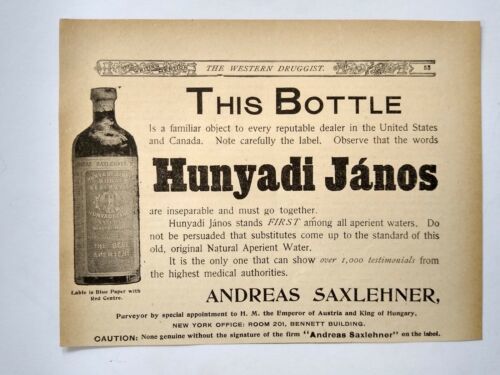 THE WESTERN DRUGGIST.
53
THIS BOTTLE
Is a familiar object to every reputable dealer in the United States
and Canada. Note carefully the label. Observe that the words
Hunyadi János
are inseparable and must go together.
Hunyadi János stands FIRST among all aperient waters. Do
not be persuaded that substitutes come up to the standard of this
old, original Natural Aperient Water.
It is the only one that can show over 1,000 testimonials from
the highest medical authorities.
ANDREAS SAXLEHNER
THE BEST
APERIENT
Lable is Blue Paper with
Red Centre.
ANDREAS SAXLEHNER,
Purveyor by special appointment to H. M. the Emperor of Austria and King of Hungary,
NEW YORK OFFICE: ROOM 201, BENNETT BUILDING.
CAUTION: None genuine without the signature of the firm "Andreas Saxlehner" on the label.